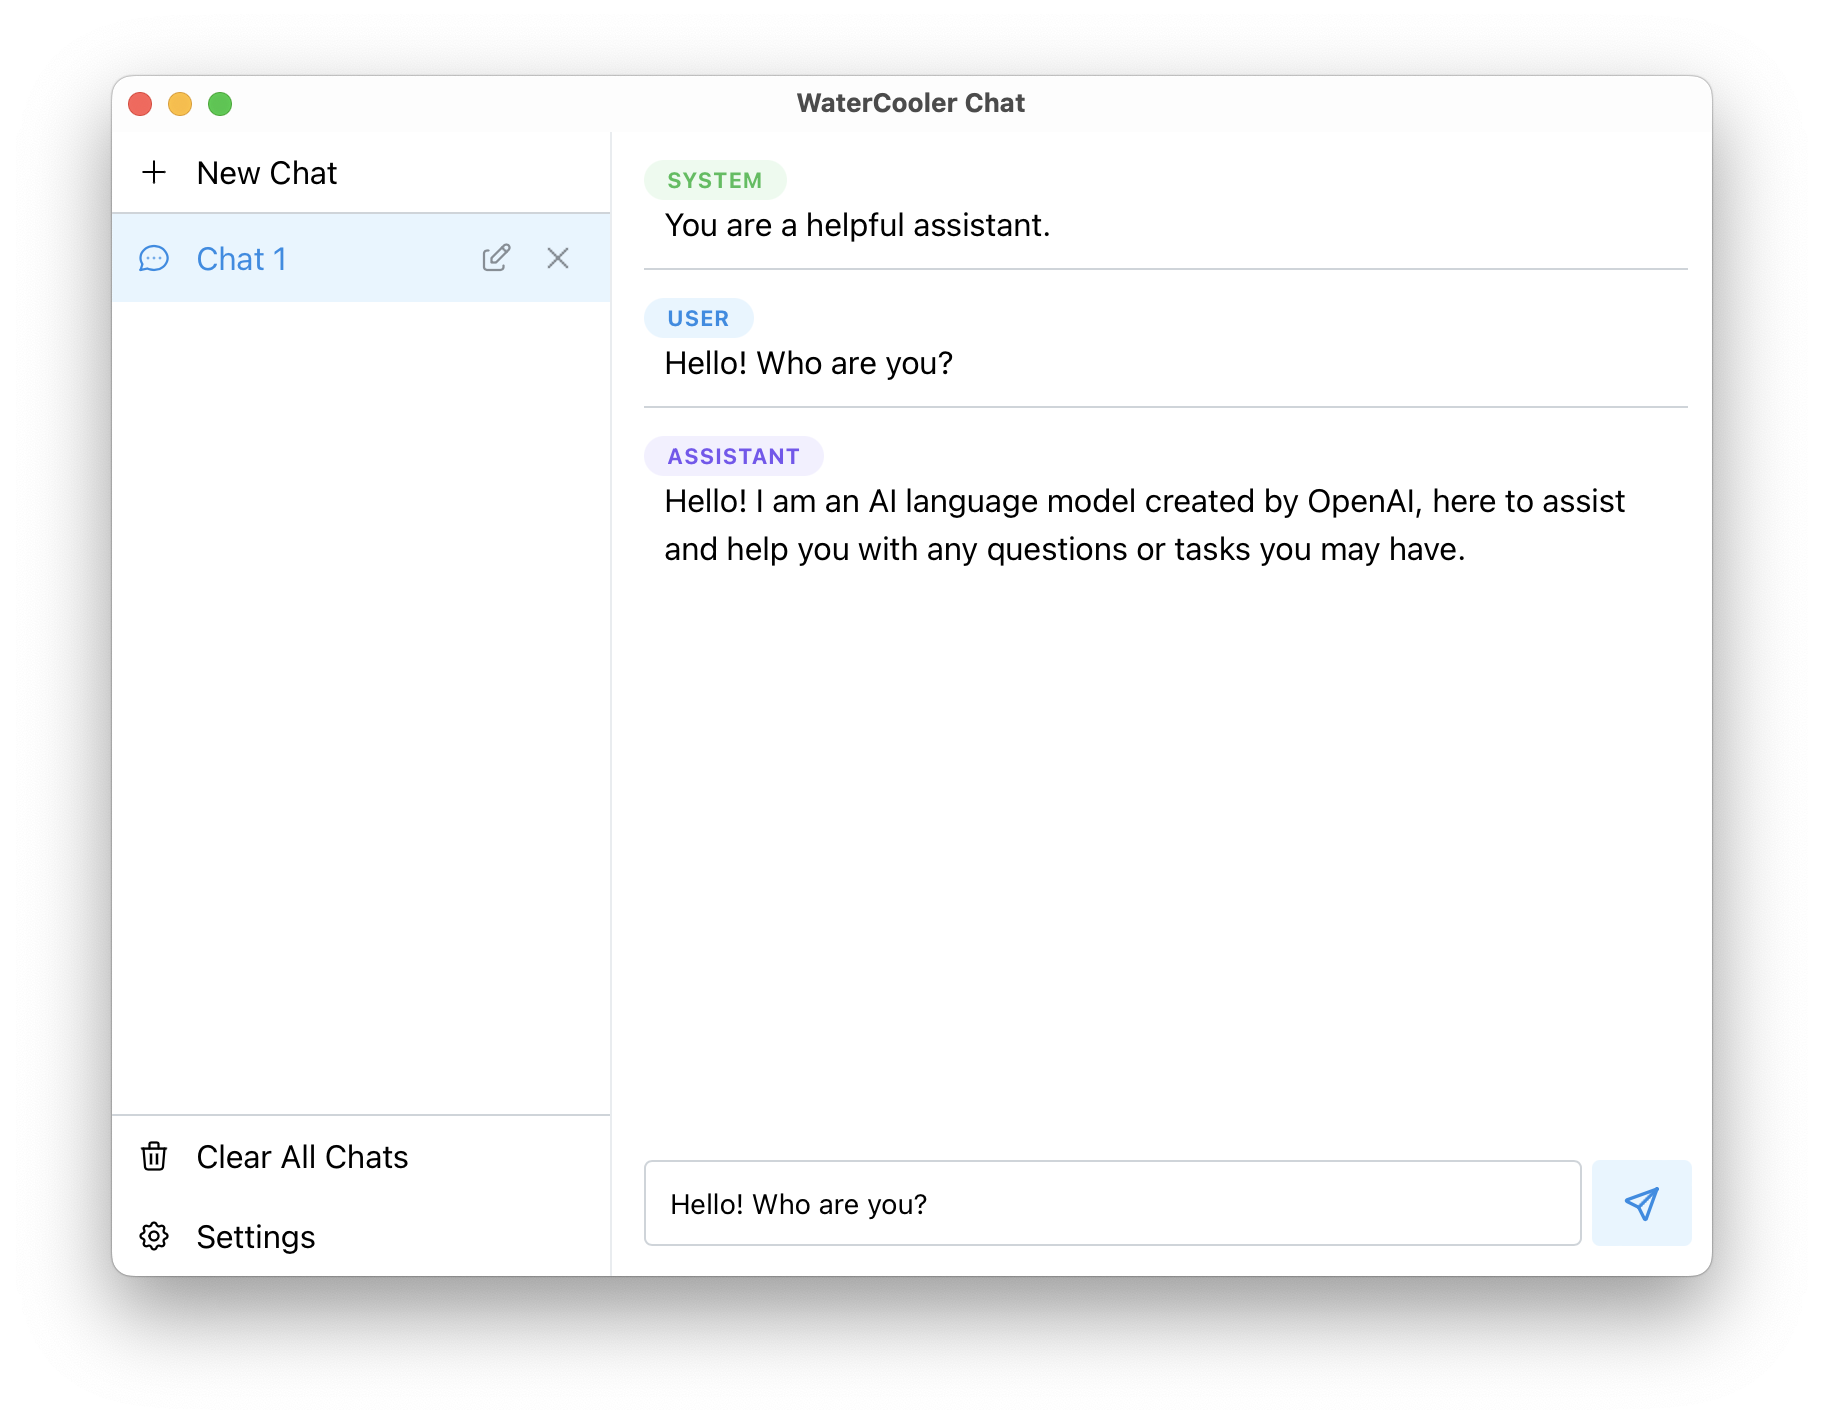 WaterCooler Chat
New Chat
Chat 1
Clear All Chats
Settings
SYSTEM
You are a helpful assistant.
USER
Hello! Who are you?
ASSISTANT
Hello! I am an AI language model created by OpenAI, here to assist
and help you with any questions or tasks you may have.
Hello! Who are you?